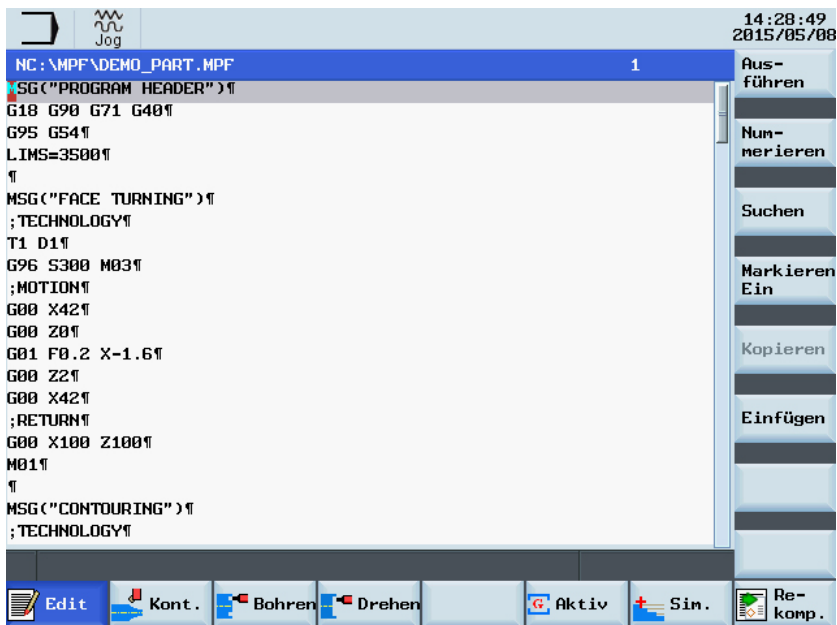 Jog
14:28:49
2015/05/08
NC:\MPF\DEMO_PART.MPF 1
MSG("PROGRAM HEADER")¶
G18 G90 G71 G40¶
G95 G54¶
LIMS=3500¶
¶
MSG("FACE TURNING")¶
;TECHNOLOGY¶
T1 D1¶
G96 S300 M03¶
;MOTION¶
G00 X42¶
G00 Z0¶
G01 F0.2 X-1.6¶
G00 Z2¶
G00 X42¶
;RETURN¶
G00 X100 Z100¶
M01¶
¶
MSG("CONTOURING")¶
;TECHNOLOGY¶
Aus-
führen
Num-
merieren
Suchen
Markieren
Ein
Kopieren
Einfügen
Edit Kont. Bohren Drehen G Aktiv Sim. Re-
komp.